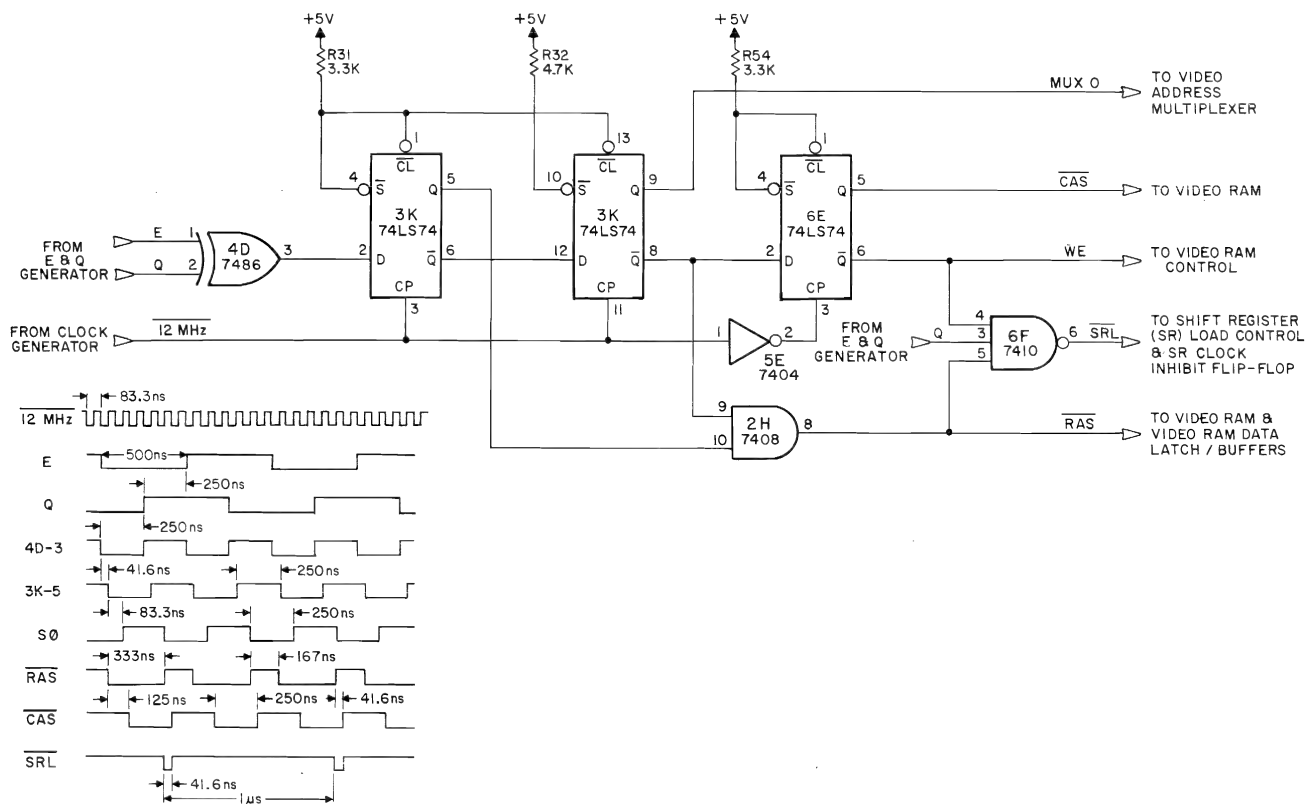 +5V
R31
3.3K
+5V
R32
4.7K
+5V
R54
3.3K
MUX 0
TO VIDEO
ADDRESS
MULTIPLEXER
1
CL
4
S
Q
5
3K
74LS74
2
D
Q
6
CP
3
13
CL
10
S
Q
9
3K
74LS74
12
D
Q
8
CP
11
1
CL
4
S
Q
5
6E
74LS74
2
D
Q
6
CP
3
CAS
TO VIDEO RAM
WE
TO VIDEO RAM
CONTROL
FROM
E & Q
GENERATOR
E
1
Q
2
4D
7486
3
FROM CLOCK
GENERATOR
12 MHz
1
2
5E
7404
FROM
E & Q
GENERATOR
Q
4
3
5
6F
7410
6
SRL
TO SHIFT REGISTER
(SR) LOAD CONTROL
& SR CLOCK
INHIBIT FLIP-FLOP
9
10
2H
7408
8
RAS
TO VIDEO RAM &
VIDEO RAM DATA
LATCH / BUFFERS
83.3ns
12 MHz
E
500ns
250ns
Q
250ns
4D-3
41.6ns
250ns
3K-5
83.3ns
250ns
SØ
333ns
167ns
RAS
125ns
250ns
41.6ns
CAS
SRL
41.6ns
1µs